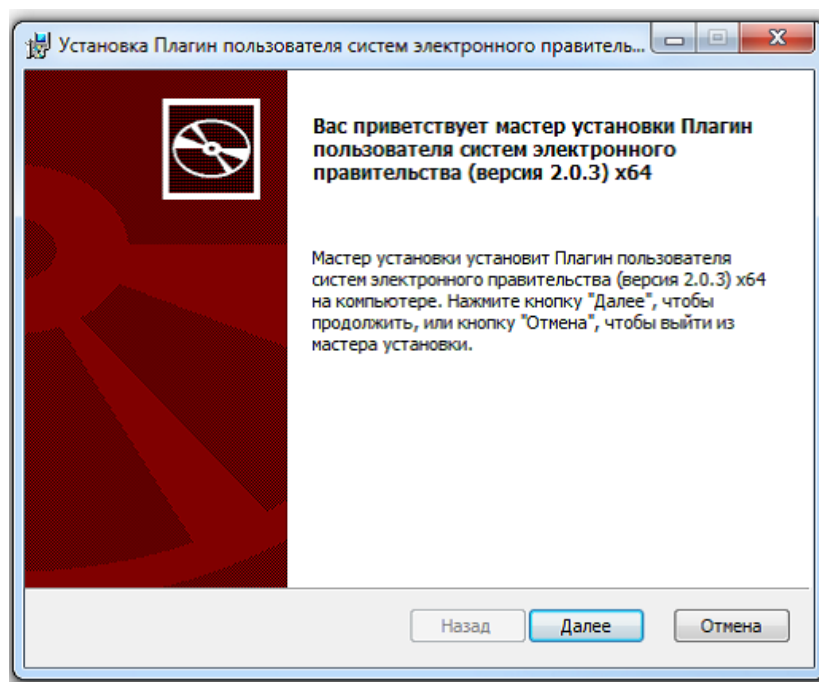 Установка Плагин пользователя систем электронного правитель...
Вас приветствует мастер установки Плагин
пользователя систем электронного
правительства (версия 2.0.3) x64
Мастер установки установит Плагин пользователя
систем электронного правительства (версия 2.0.3) x64
на компьютере. Нажмите кнопку "Далее", чтобы
продолжить, или кнопку "Отмена", чтобы выйти из
мастера установки.
Назад
Далее
Отмена